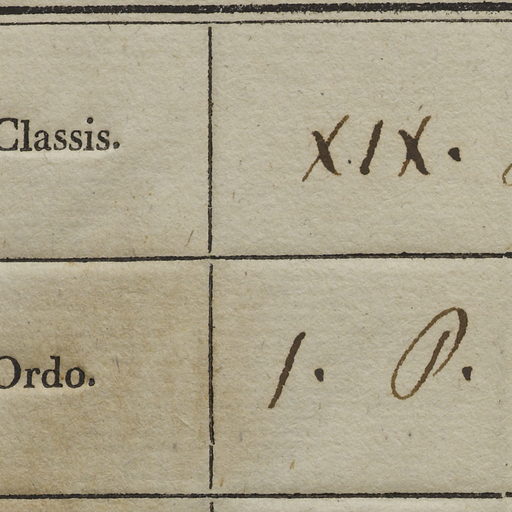 Classis. XIX.
Ordo. 1. P.